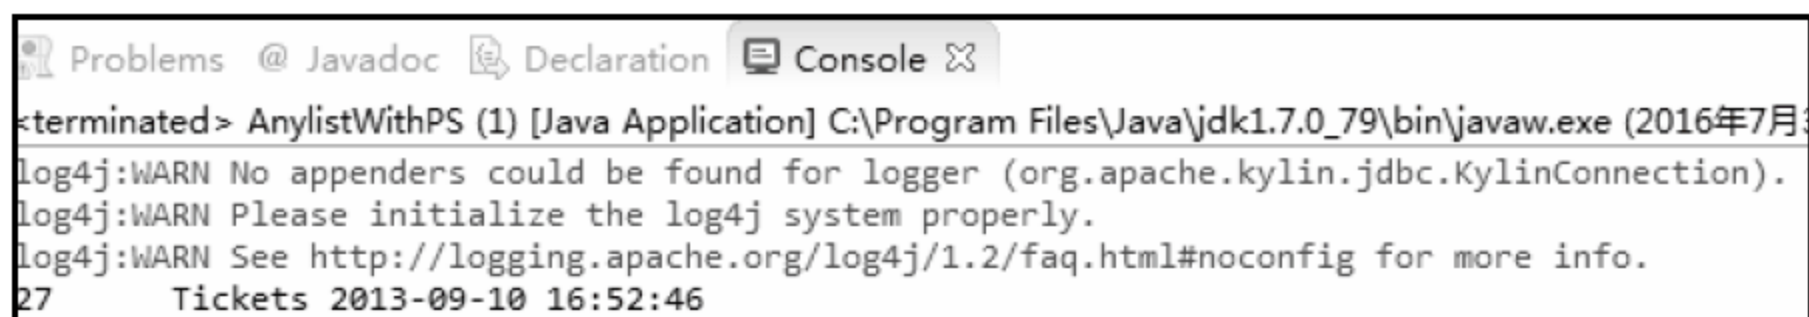 Problems @ Javadoc Declaration Console
<terminated> AnylistWithPS (1) [Java Application] C:\Program Files\Java\jdk1.7.0_79\bin\javaw.exe (2016年7月3
log4j:WARN No appenders could be found for logger (org.apache.kylin.jdbc.KylinConnection).
log4j:WARN Please initialize the log4j system properly.
log4j:WARN See http://logging.apache.org/log4j/1.2/faq.html#noconfig for more info.
27 Tickets 2013-09-10 16:52:46